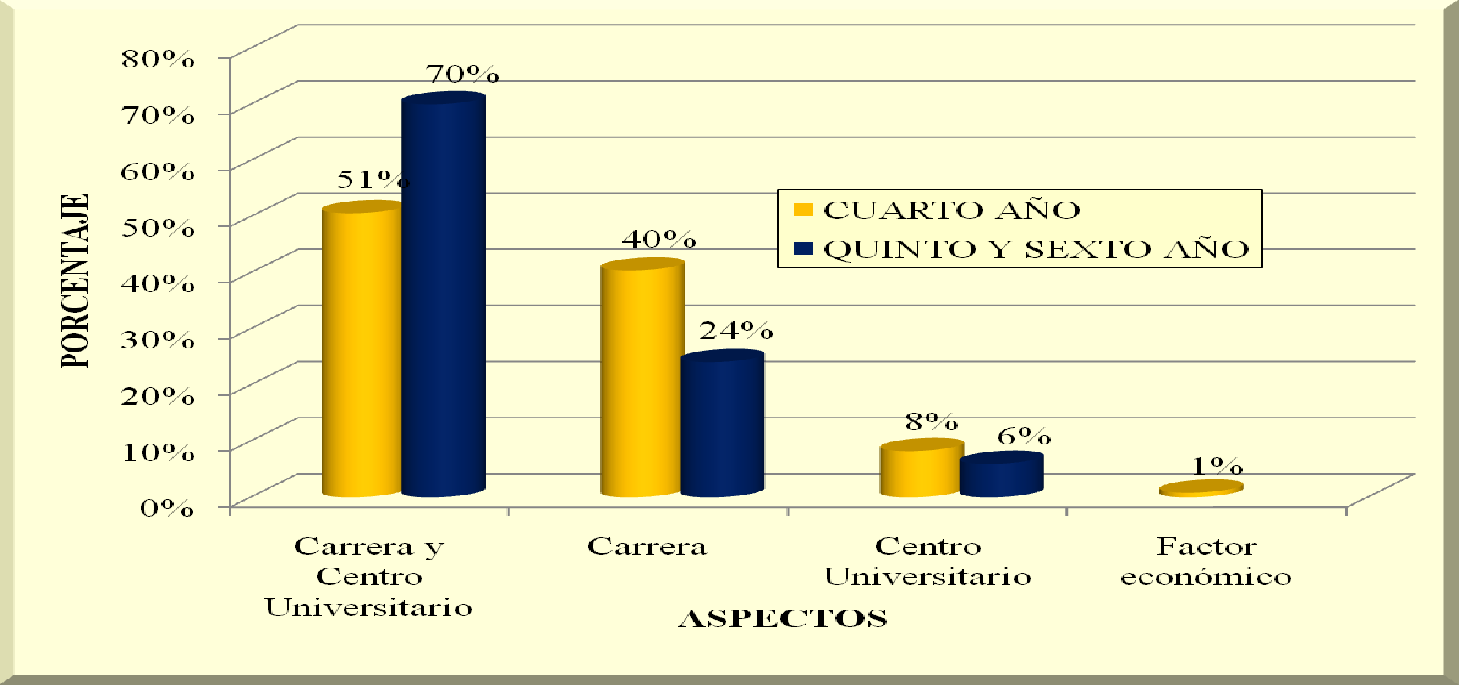 80%
70%
60%
50%
40%
30%
20%
10%
0%
PORCENTAJE
51%
70%
40%
24%
8%
6%
1%
CUARTO AÑO
QUINTO Y SEXTO AÑO
Carrera y
Centro
Universitario
Carrera
Centro
Universitario
Factor
económico
ASPECTOS